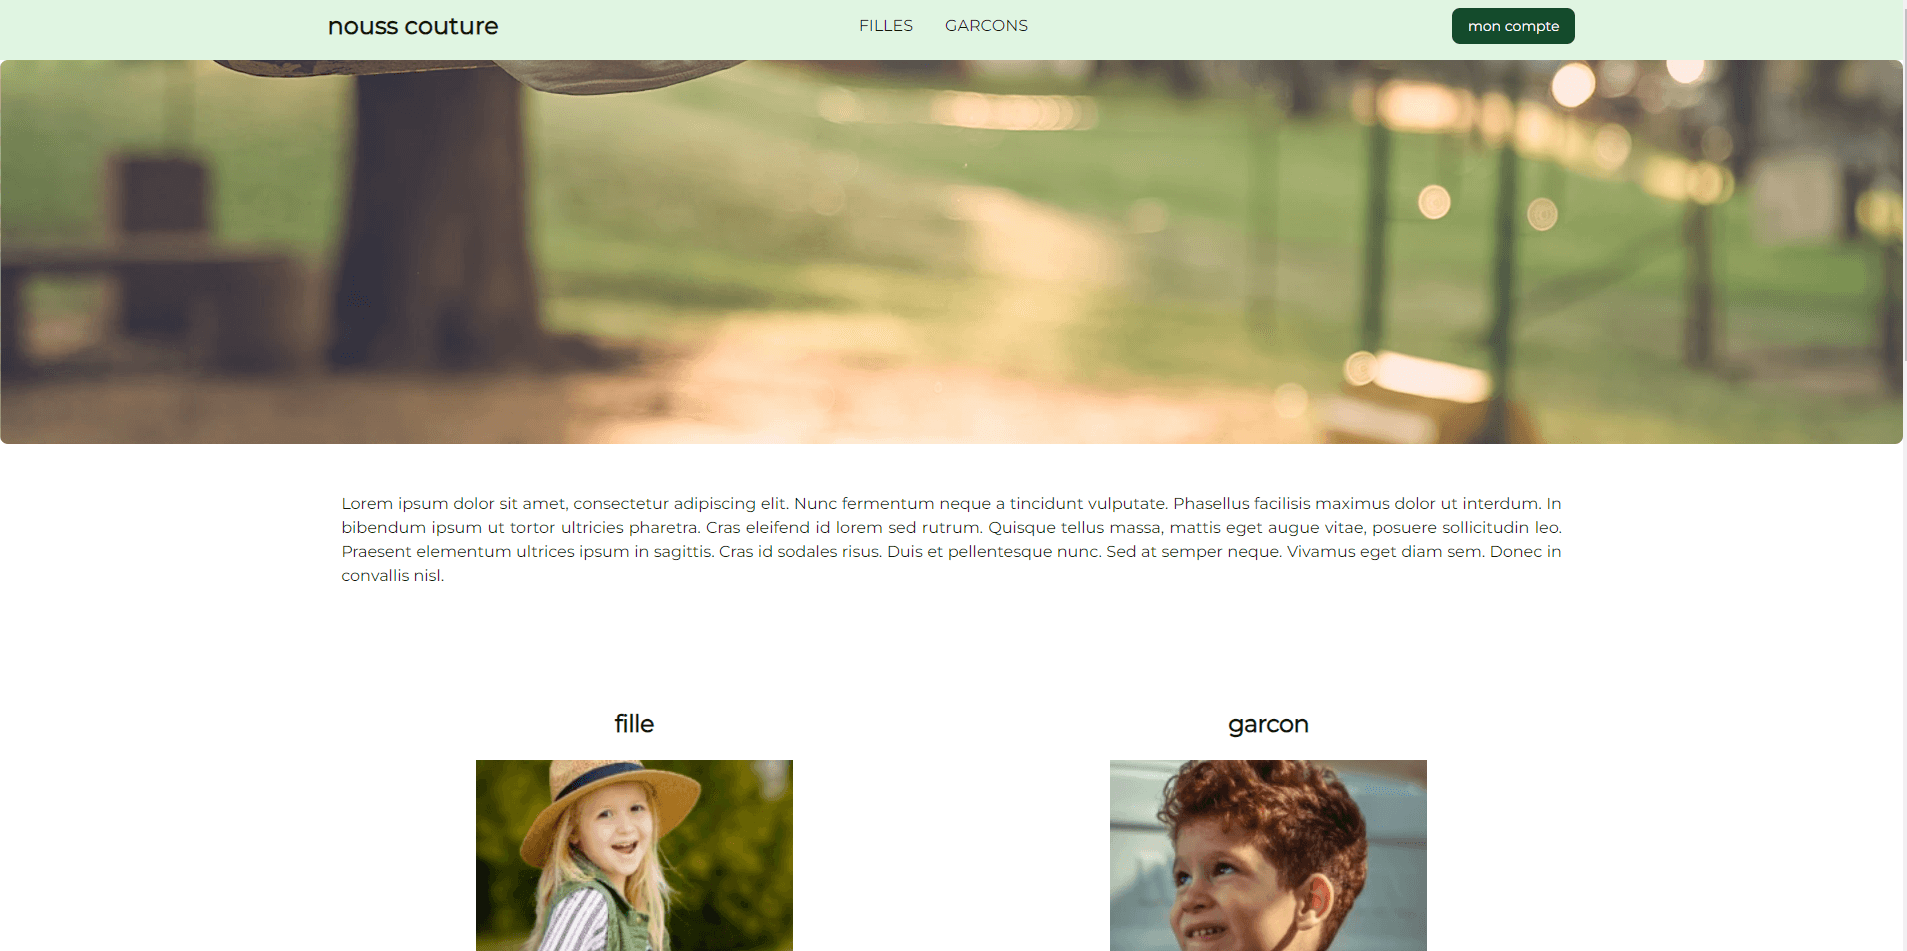 nouss couture
FILLES
GARCONS
mon compte
Lorem ipsum dolor sit amet, consectetur adipiscing elit. Nunc fermentum neque a tincidunt vulputate. Phasellus facilisis maximus dolor ut interdum. In
bibendum ipsum ut tortor ultricies pharetra. Cras eleifend id lorem sed rutrum. Quisque tellus massa, mattis eget augue vitae, posuere sollicitudin leo.
Praesent elementum ultrices ipsum in sagittis. Cras id sodales risus. Duis et pellentesque nunc. Sed at semper neque. Vivamus eget diam sem. Donec in
convallis nisl.
fille
garcon